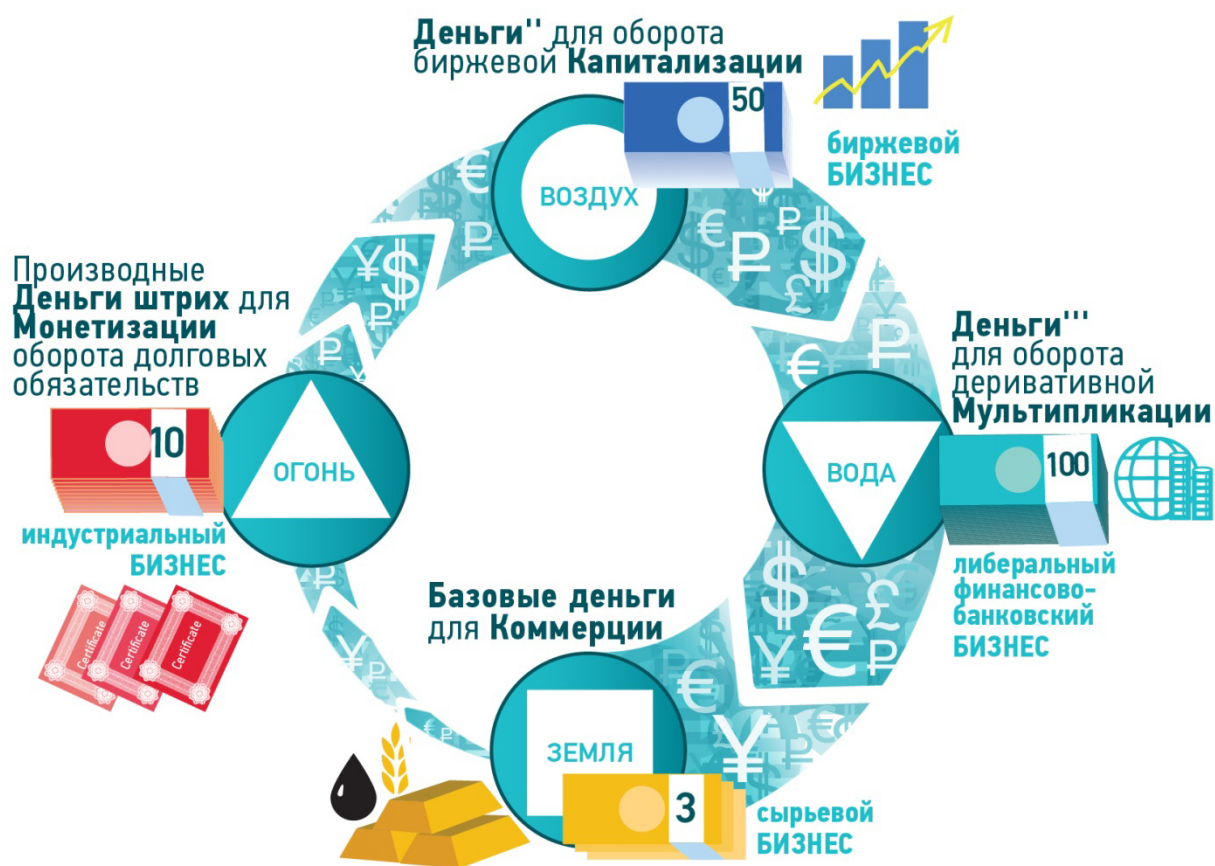 Деньги'' для оборота
биржевой Капитализации
50
биржевой
БИЗНЕС
ВОЗДУХ
Производные
Деньги штрих для
Монетизации
оборота долговых
обязательств
10
ОГОНЬ
индустриальный
БИЗНЕС
Certificate
Certificate
Certificate
Деньги'''
для оборота
деривативной
Мультипликации
ВОДА
100
либеральный
финансово-
банковский
БИЗНЕС
Базовые деньги
для Коммерции
ЗЕМЛЯ
3
сырьевой
БИЗНЕС